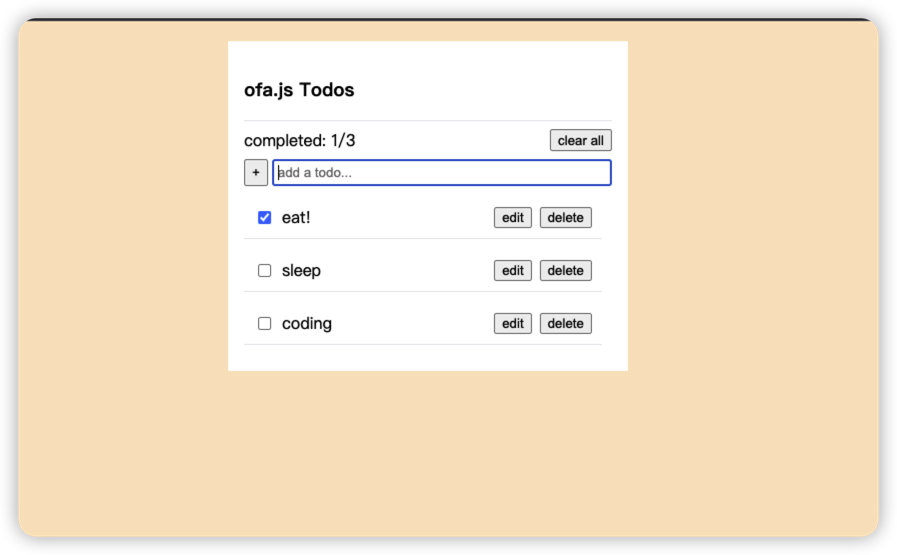 ofa.js Todos
completed: 1/3 clear all
+ add a todo...
eat! edit delete
sleep edit delete
coding edit delete